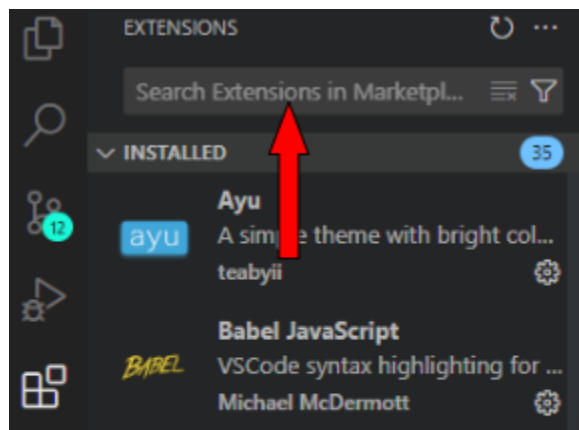 EXTENSIONS
Search Extensions in Marketpl...
INSTALLED
35
12
Ayu
ayu
A simple theme with bright col...
teabyii
Babel JavaScript
BABEL
VSCode syntax highlighting for ...
Michael McDermott